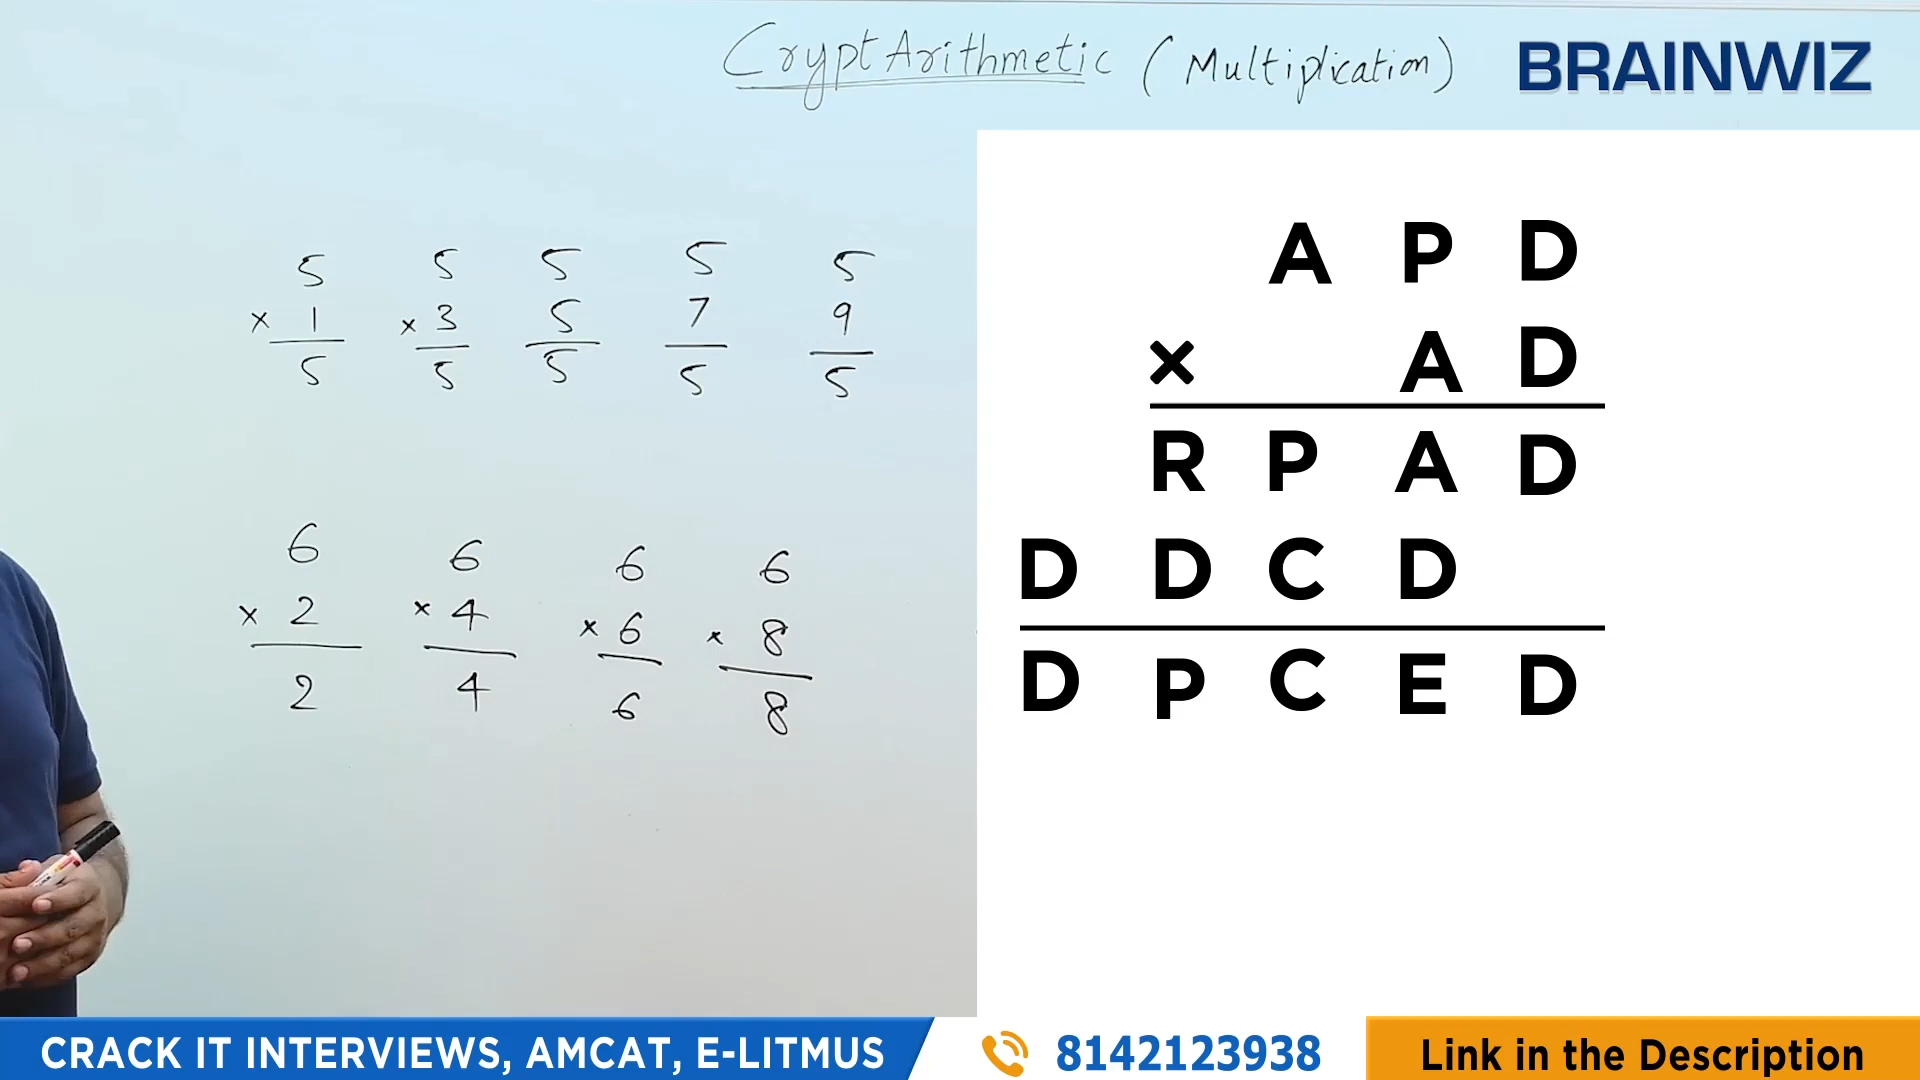 CryptArithmetic (Multiplication)
BRAINWIZ
5 5 5 5 5
× 1 × 3 5 7 9
5 5 5 5 5
6 6 6 6
× 2 × 4 × 6 × 8
2 4 6 8
A P D
× A D
R P A D
D D C D
D P C E D
CRACK IT INTERVIEWS, AMCAT, E-LITMUS
8142123938
Link in the Description